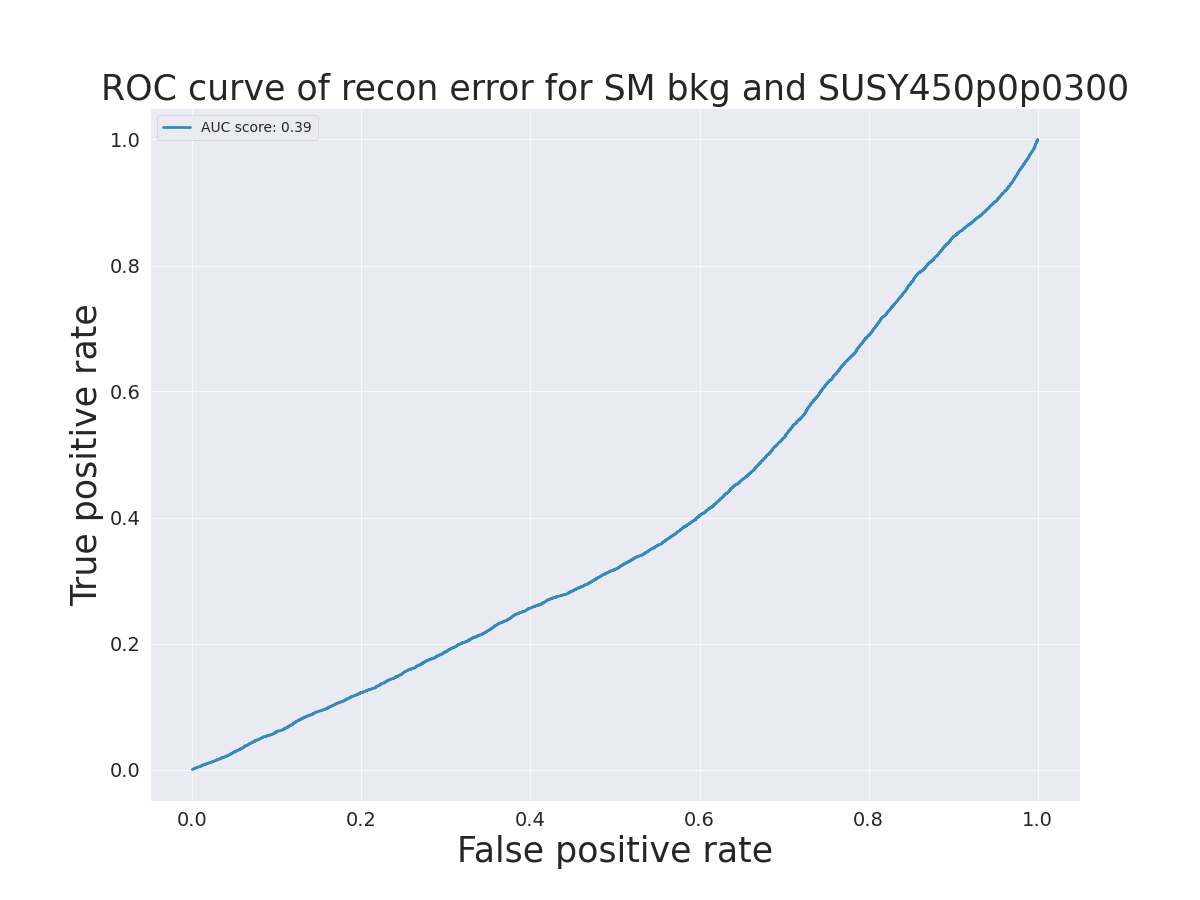 ROC curve of recon error for SM bkg and SUSY450p0p0300
AUC score: 0.39
True positive rate
1.0
0.8
0.6
0.4
0.2
0.0
0.0 0.2 0.4 0.6 0.8 1.0
False positive rate